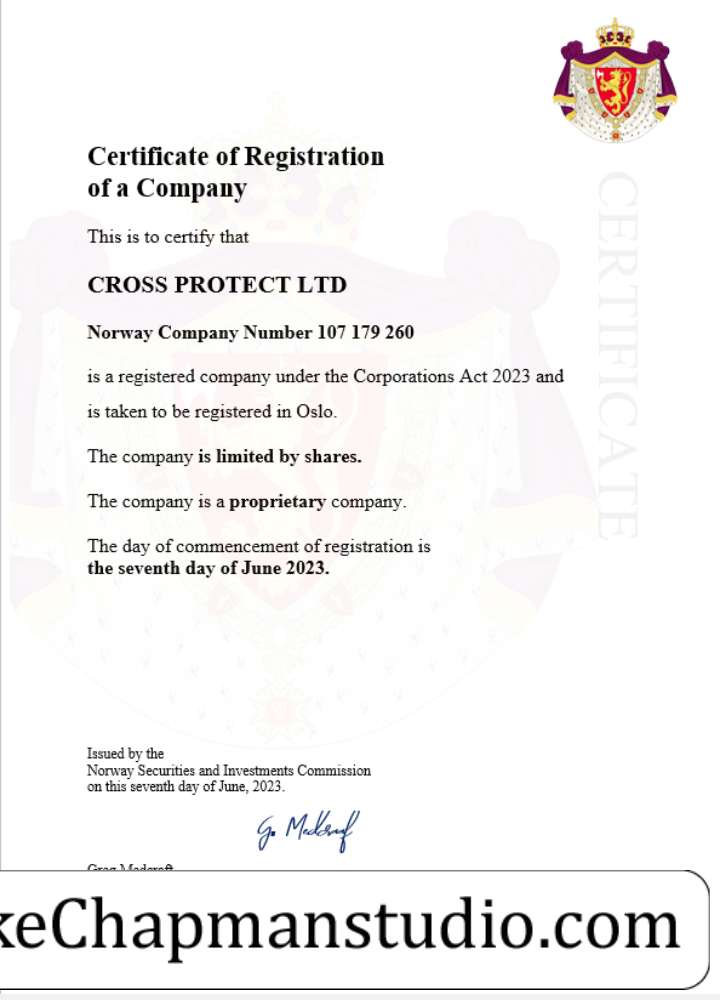 Certificate of Registration
of a Company
This is to certify that
CROSS PROTECT LTD
Norway Company Number 107 179 260
is a registered company under the Corporations Act 2023 and
is taken to be registered in Oslo.
The company is limited by shares.
The company is a proprietary company.
The day of commencement of registration is
the seventh day of June 2023.
CERTIFICATE
Issued by the
Norway Securities and Investments Commission
on this seventh day of June, 2023.
G. Medcraf
Greg Medcraft
keChapmanstudio.com